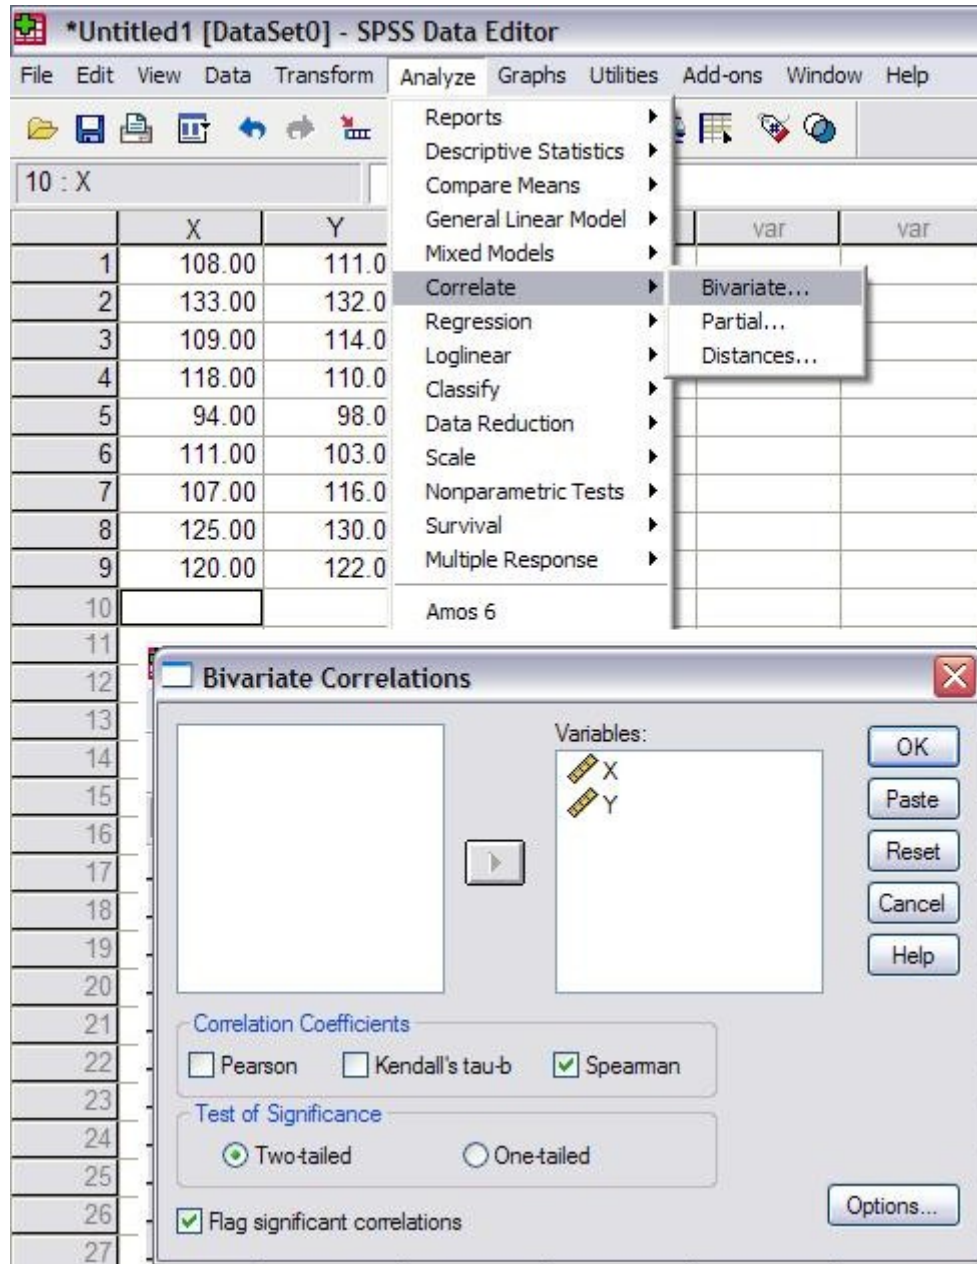 *Untitled1 [DataSet0] - SPSS Data Editor
File Edit View Data Transform Analyze Graphs Utilities Add-ons Window Help
10 : X
X Y var var
1 108.00 111.0
2 133.00 132.0
3 109.00 114.0
4 118.00 110.0
5 94.00 98.0
6 111.00 103.0
7 107.00 116.0
8 125.00 130.0
9 120.00 122.0
10
11
12
13
14
15
16
17
18
19
20
21
22
23
24
25
26
27
Reports
Descriptive Statistics
Compare Means
General Linear Model
Mixed Models
Correlate
Regression
Loglinear
Classify
Data Reduction
Scale
Nonparametric Tests
Survival
Multiple Response
Amos 6
Bivariate...
Partial...
Distances...
Bivariate Correlations
Variables:
X
Y
OK
Paste
Reset
Cancel
Help
Correlation Coefficients
Pearson Kendall's tau-b Spearman
Test of Significance
Two-tailed One-tailed
Flag significant correlations
Options...